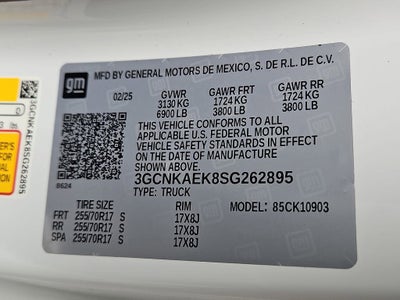 gm
MFD BY GENERAL MOTORS DE MEXICO, S. DE R.L. DE C.V.
02/25 GVWR GAWR FRT GAWR RR
3130 KG 1724 KG 1724 KG
6900 LB 3800 LB 3800 LB
THIS VEHICLE CONFORMS TO ALL
APPLICABLE U.S. FEDERAL MOTOR
VEHICLE SAFETY STANDARDS IN EFFECT
ON THE DATE OF MANUFACTURE
SHOWN ABOVE.
8624
3GCNKAEK8SG262895
TYPE: TRUCK
TIRE SIZE RIM MODEL: 85CK10903
FRT 255/70R17 S 17X8J
RR 255/70R17 S 17X8J
SPA 255/70R17 S 17X8J
3GCNKAEK8SG262895